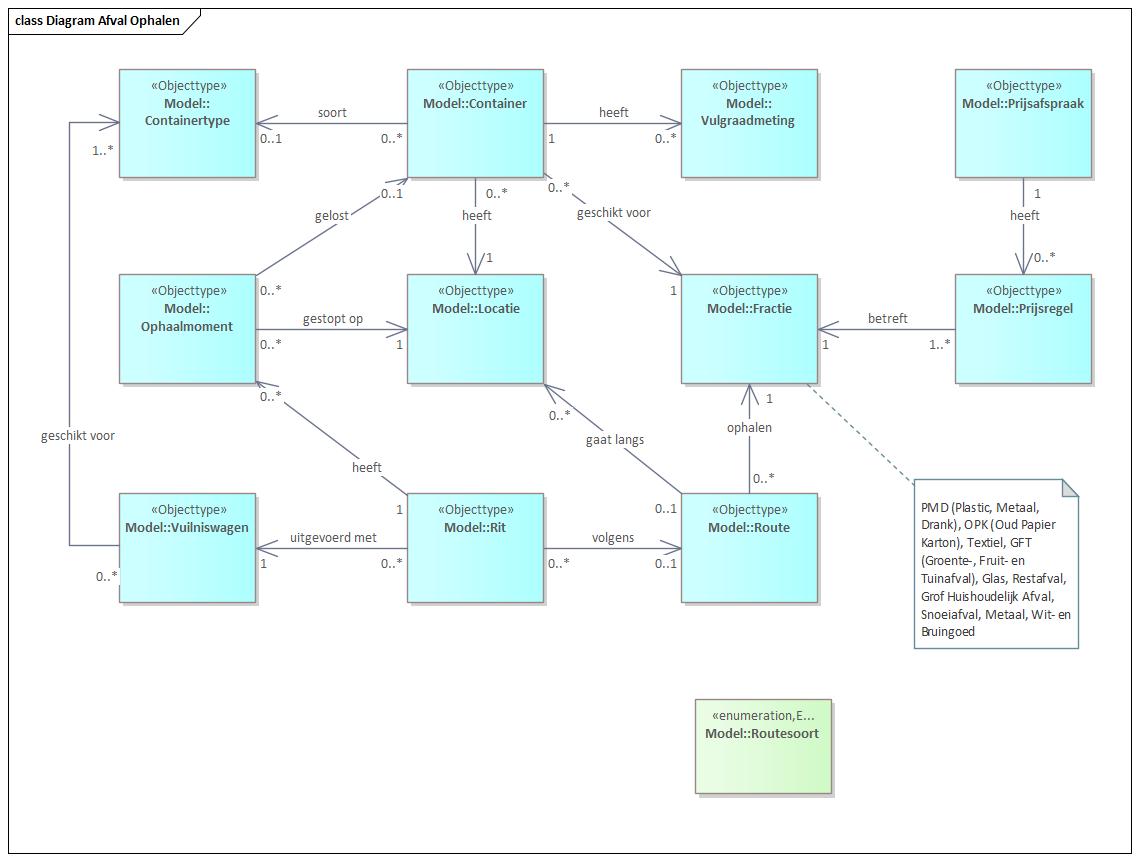 class Diagram Afval Ophalen
«Objecttype»
Model::
Containertype
«Objecttype»
Model::Container
«Objecttype»
Model::
Vulgraadmeting
«Objecttype»
Model::Prijsafspraak
soort
0..1
0..*
heeft
1
0..*
1..*
0..1
gelost
0..*
0..*
heeft
1
0..*
geschikt voor
1
1
heeft
0..*
«Objecttype»
Model::
Ophaalmoment
«Objecttype»
Model::Locatie
«Objecttype»
Model::Fractie
«Objecttype»
Model::Prijsregel
gestopt op
0..*
1
betreft
1
1..*
0..*
heeft
1
0..*
gaat langs
0..1
1
ophalen
0..*
geschikt voor
0..*
«Objecttype»
Model::Vuilniswagen
«Objecttype»
Model::Rit
«Objecttype»
Model::Route
uitgevoerd met
1
0..*
volgens
0..*
0..1
PMD (Plastic, Metaal,
Drank), OPK (Oud Papier
Karton), Textiel, GFT
(Groente-, Fruit- en
Tuinafval), Glas, Restafval,
Grof Huishoudelijk Afval,
Snoeiafval, Metaal, Wit- en
Bruingoed
«enumeration,E...
Model::Routesoort